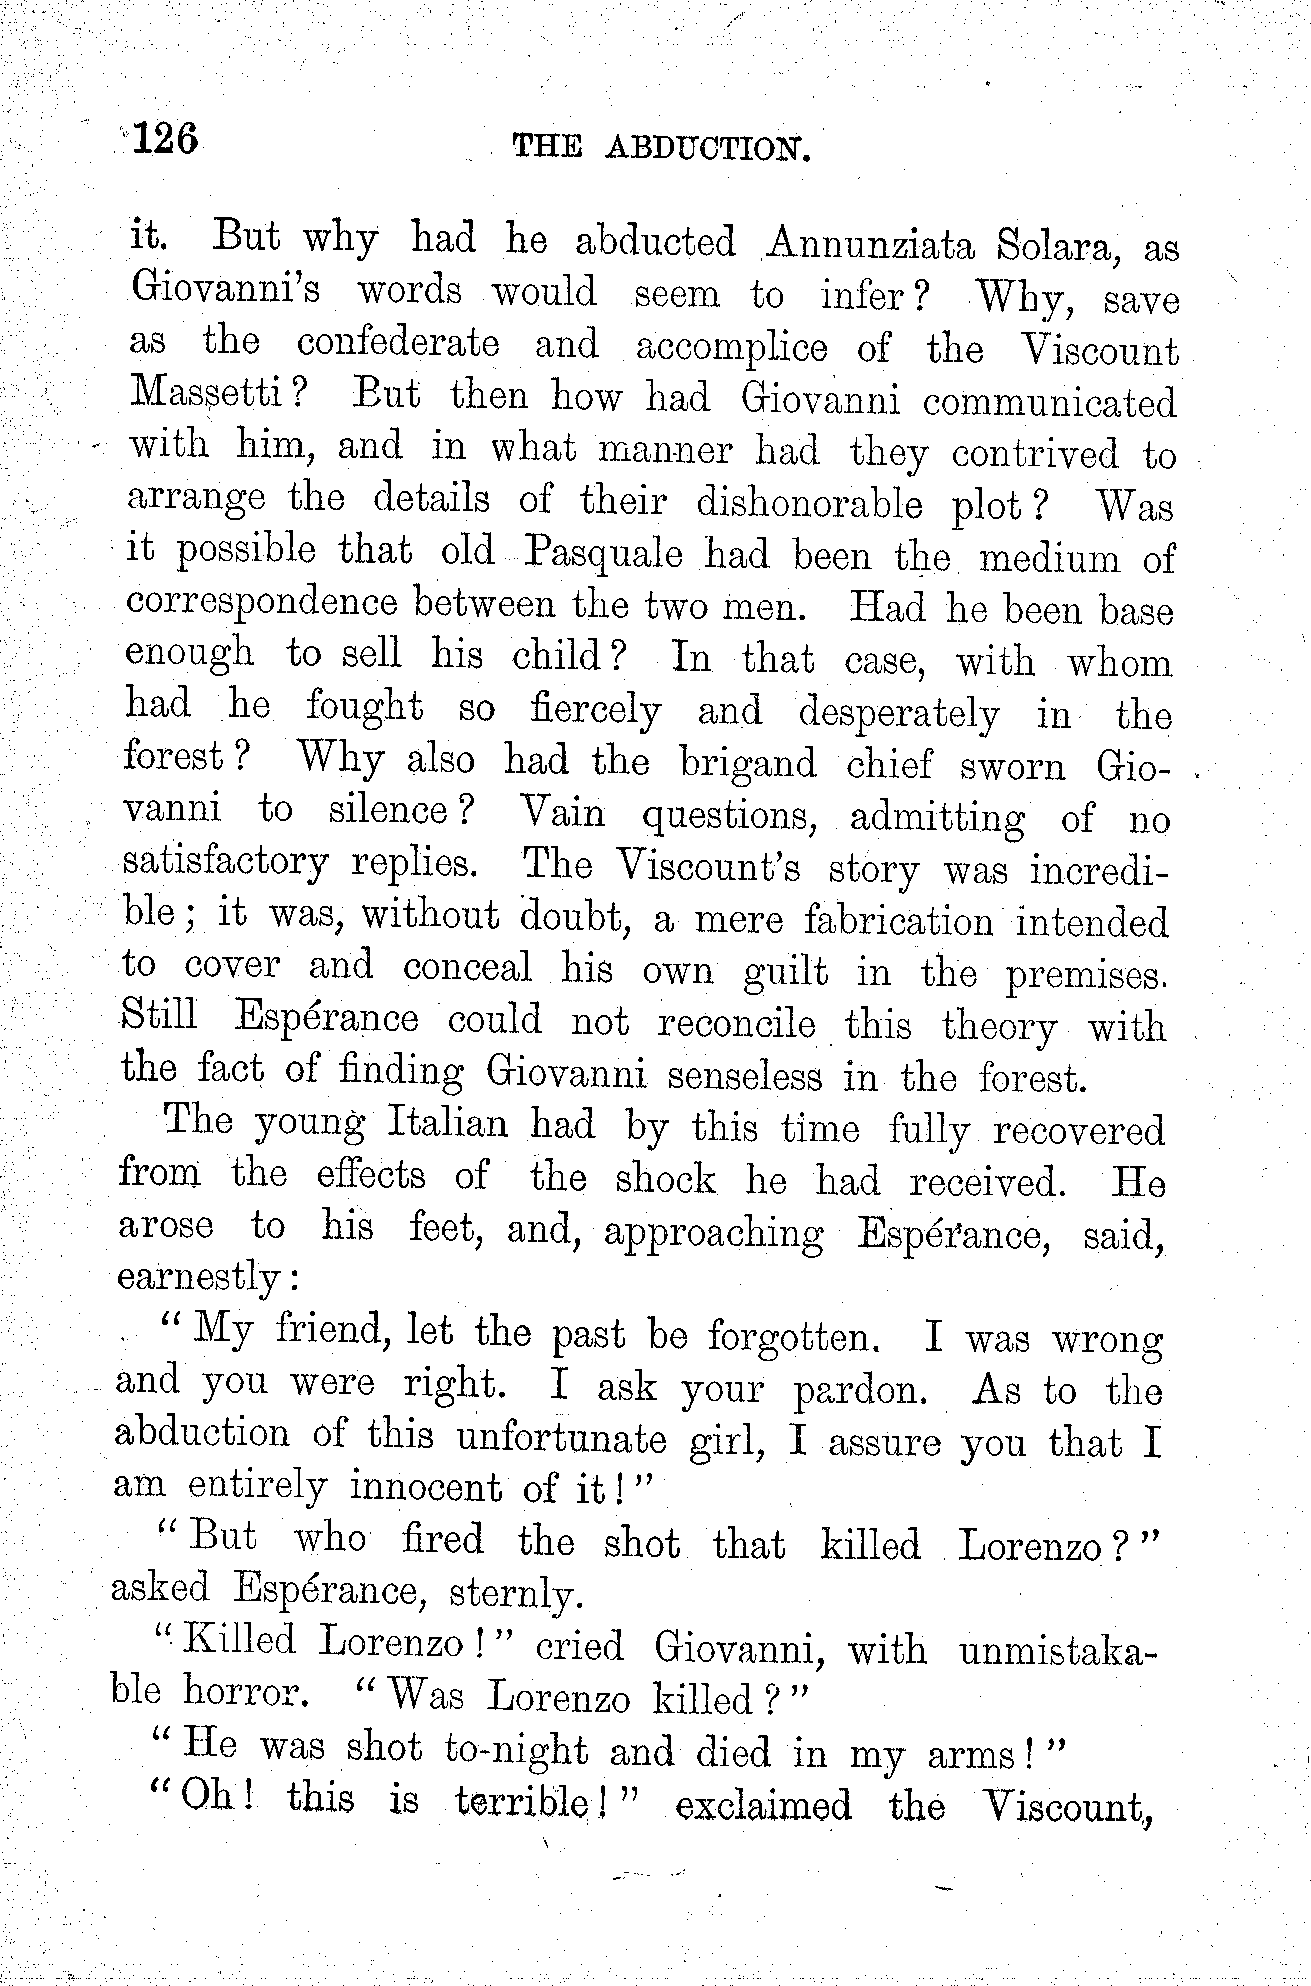 126 THE ABDUCTION.
it. But why had he abducted Annunziata Solara, as
Giovanni's words would seem to infer? Why, save
as the confederate and accomplice of the Viscount
Massetti? But then how had Giovanni communicated
with him, and in what manner had they contrived to
arrange the details of their dishonorable plot? Was
it possible that old Pasquale had been the medium of
correspondence between the two men. Had he been base
enough to sell his child? In that case, with whom
had he fought so fiercely and desperately in the
forest? Why also had the brigand chief sworn Gio-
vanni to silence? Vain questions, admitting of no
satisfactory replies. The Viscount's story was incredi-
ble; it was, without doubt, a mere fabrication intended
to cover and conceal his own guilt in the premises.
Still Espérance could not reconcile this theory with
the fact of finding Giovanni senseless in the forest.
The young Italian had by this time fully recovered
from the effects of the shock he had received. He
arose to his feet, and, approaching Espérance, said,
earnestly:
"My friend, let the past be forgotten. I was wrong
and you were right. I ask your pardon. As to the
abduction of this unfortunate girl, I assure you that I
am entirely innocent of it!"
"But who fired the shot that killed Lorenzo?"
asked Espérance, sternly.
"Killed Lorenzo!" cried Giovanni, with unmistaka-
ble horror. "Was Lorenzo killed?"
"He was shot to-night and died in my arms!"
"Oh! this is terrible!" exclaimed the Viscount,